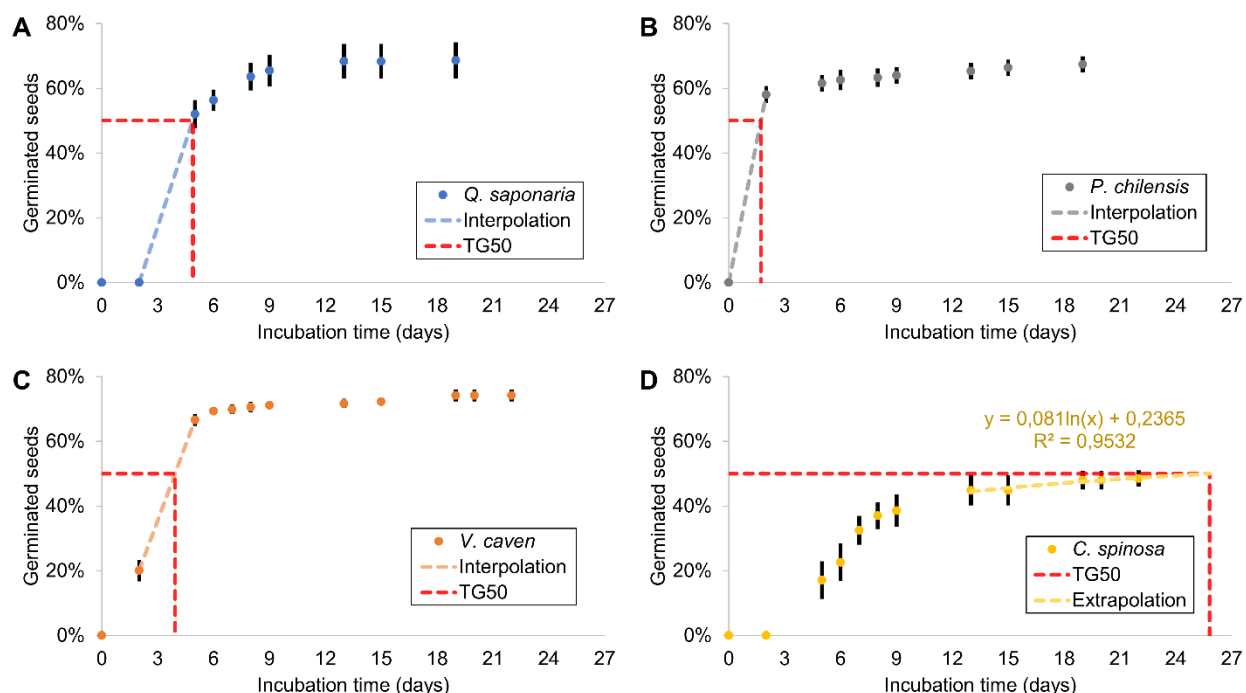 A
80%
60%
40%
20%
0%
Germinated seeds
Q. saponaria
Interpolation
TG50
0 3 6 9 12 15 18 21 24 27
Incubation time (days)
B
80%
60%
40%
20%
0%
Germinated seeds
P. chilensis
Interpolation
TG50
0 3 6 9 12 15 18 21 24 27
Incubation time (days)
C
80%
60%
40%
20%
0%
Germinated seeds
V. caven
Interpolation
TG50
0 3 6 9 12 15 18 21 24 27
Incubation time (days)
D
80%
60%
40%
20%
0%
Germinated seeds
y = 0,081ln(x) + 0,2365
R² = 0,9532
C. spinosa
TG50
Extrapolation
0 3 6 9 12 15 18 21 24 27
Incubation time (days)